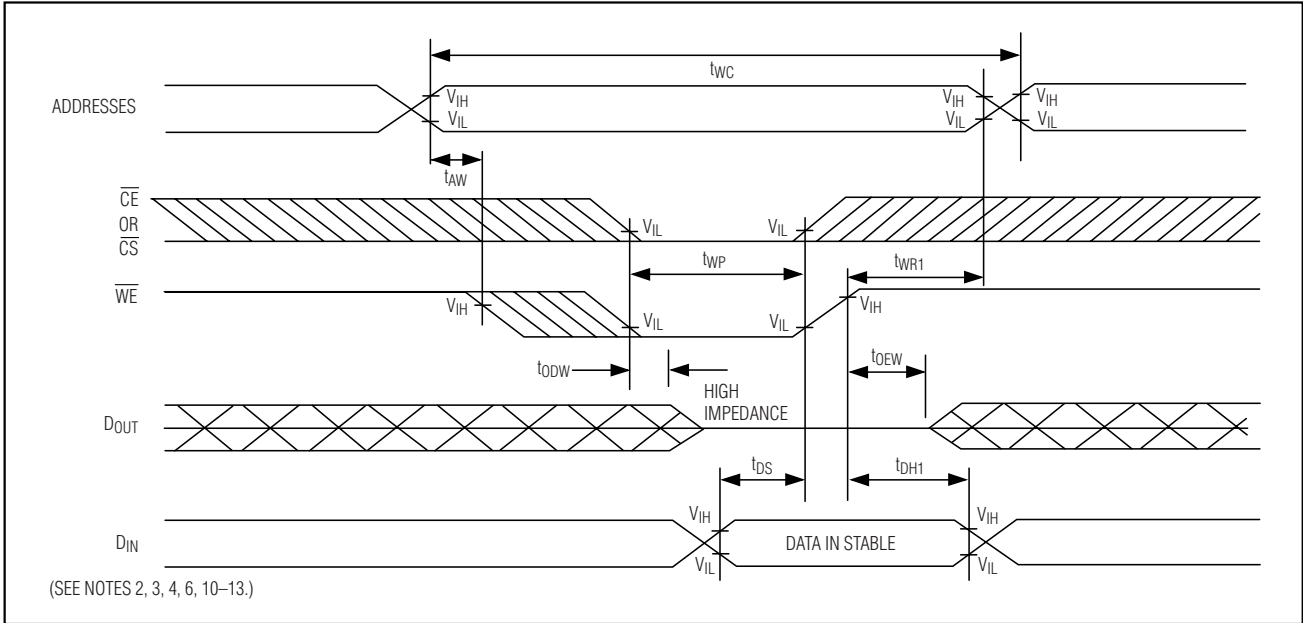 tWC
ADDRESSES
VIH
VIL
VIH
VIL
VIH
VIL
tAW
CE
OR
CS
VIL
VIL
tWP
tWR1
WE
VIH
VIL
VIL
VIH
tODW
tOEW
HIGH
IMPEDANCE
DOUT
tDS
tDH1
VIH
VIH
DIN
DATA IN STABLE
VIL
VIL
(SEE NOTES 2, 3, 4, 6, 10–13.)